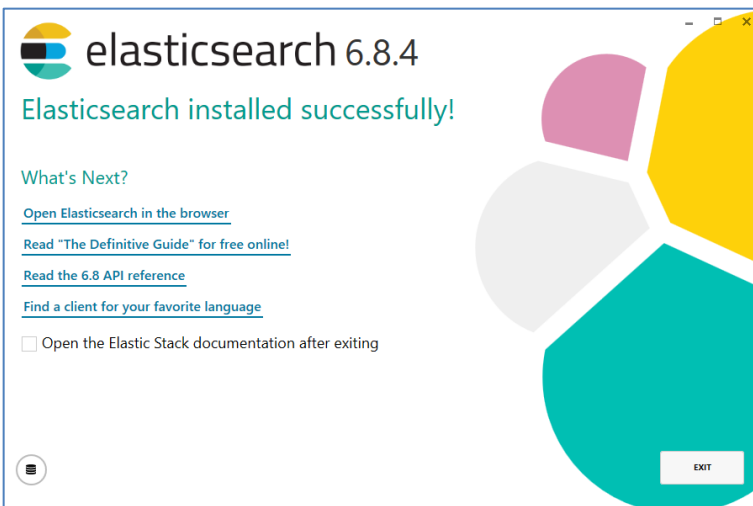 elasticsearch 6.8.4
Elasticsearch installed successfully!
What's Next?
Open Elasticsearch in the browser
Read "The Definitive Guide" for free online!
Read the 6.8 API reference
Find a client for your favorite language
Open the Elastic Stack documentation after exiting
EXIT